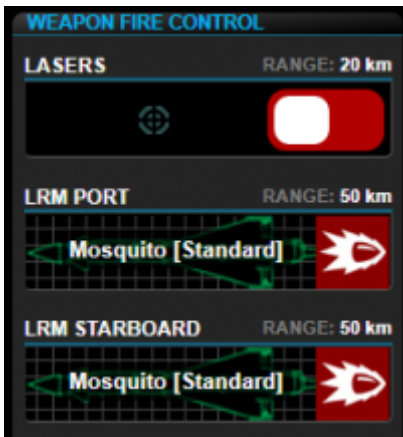 WEAPON FIRE CONTROL
LASERS RANGE: 20 km
LRM PORT RANGE: 50 km
Mosquito [Standard]
LRM STARBOARD RANGE: 50 km
Mosquito [Standard]